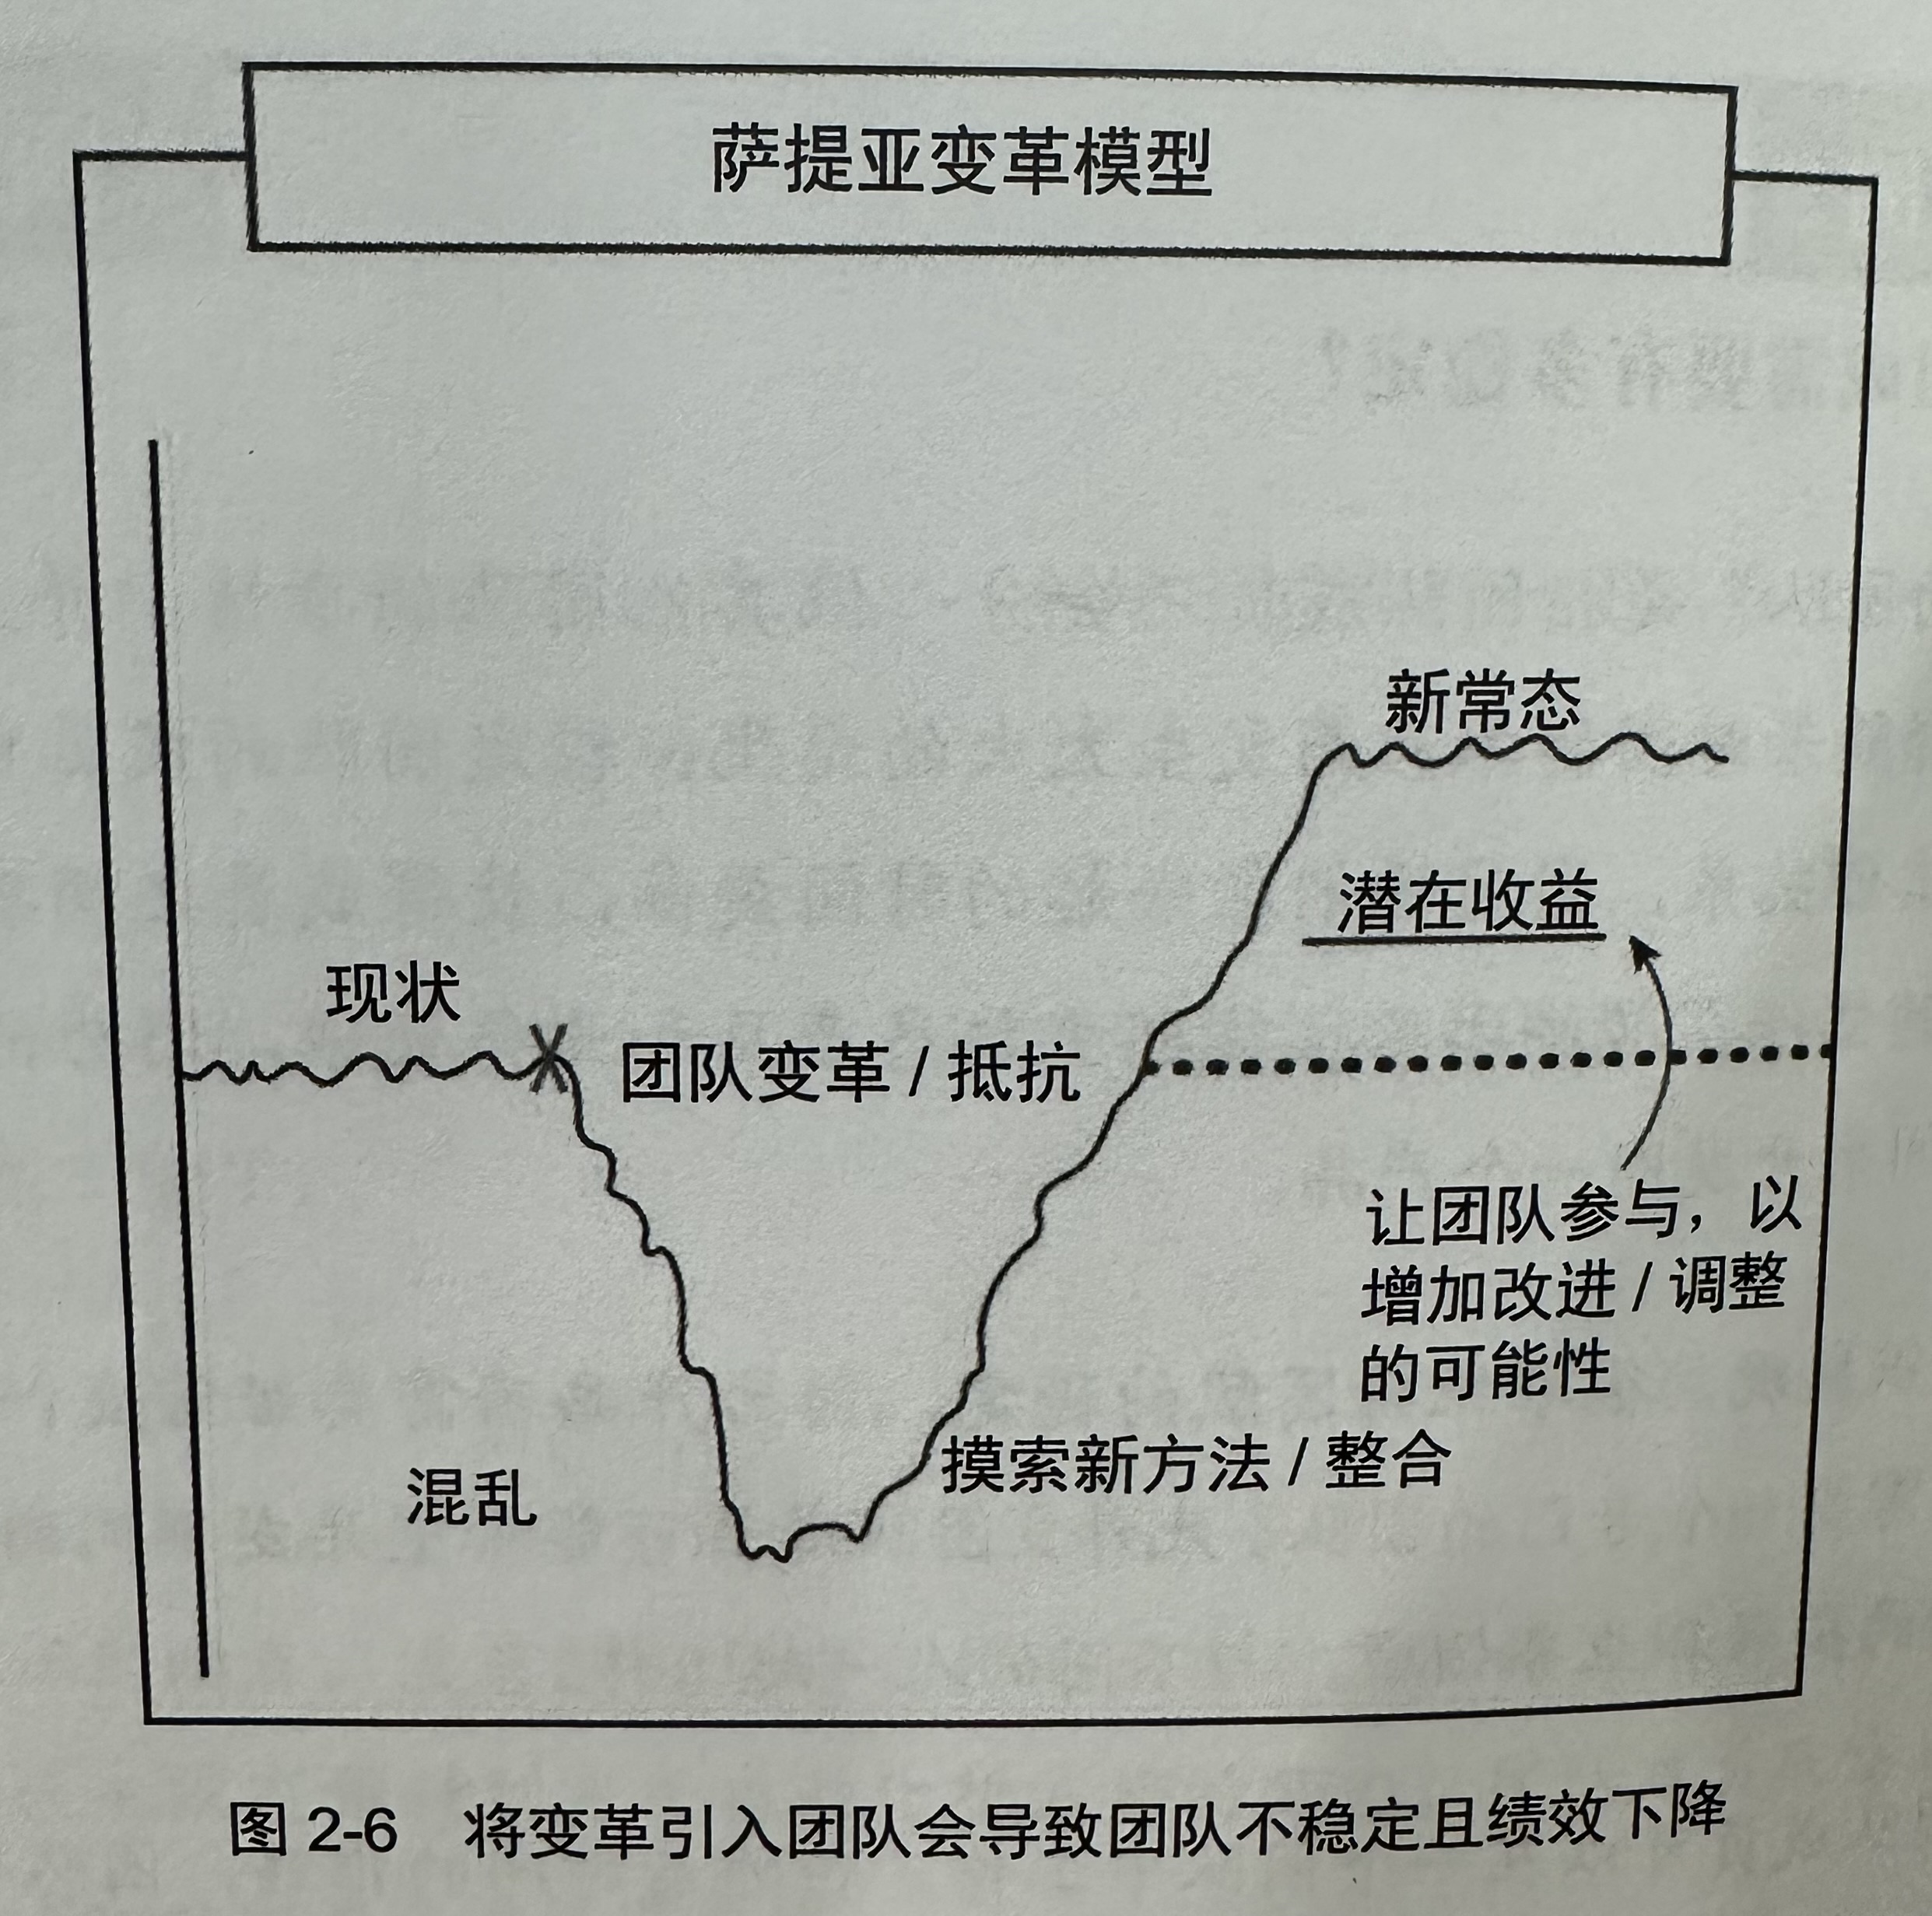 萨提亚变革模型
新常态
潜在收益
现状
团队变革 / 抵抗
让团队参与，以
增加改进 / 调整
的可能性
摸索新方法 / 整合
混乱
图 2-6 将变革引入团队会导致团队不稳定且绩效下降